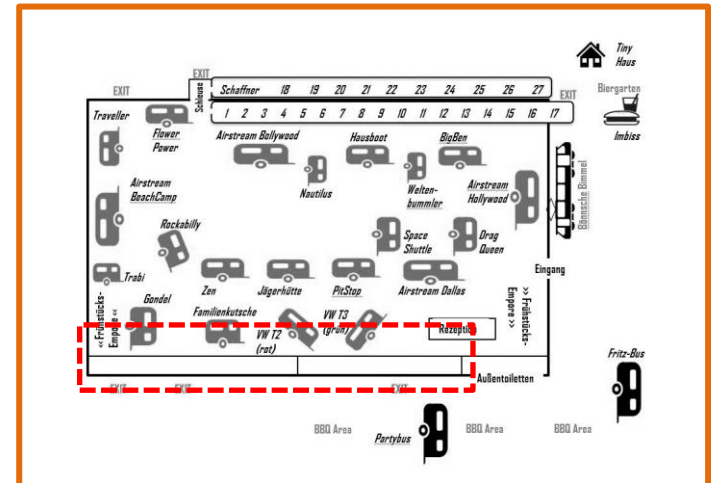 Tiny
Haus
EXIT
EXIT
Schleuse
Schaffner 18 19 20 21 22 23 24 25 26 27
EXIT
Biergarten
1 2 3 4 5 6 7 8 9 10 11 12 13 14 15 16 17
Imbiss
Traveller
Flower
Power
Airstream Bollywood
Hausboot
BigBen
Nautilus
Welten-
bummler
Airstream
Hollywood
Bönnsche Bimmel
Airstream
BeachCamp
Rockabilly
Space
Shuttle
Drag
Queen
Eingang
Trabi
Zen
Jägerhütte
PitStop
Airstream Dallas
<< Frühstücks-
Empore <<
>> Frühstücks-
Empore >>
Gondel
Familienkutsche
VW T2
(rot)
VW T3
(grün)
Rezeption
Fritz-Bus
Außentoiletten
EXIT
EXIT
EXIT
BBQ Area
Partybus
BBQ Area
BBQ Area